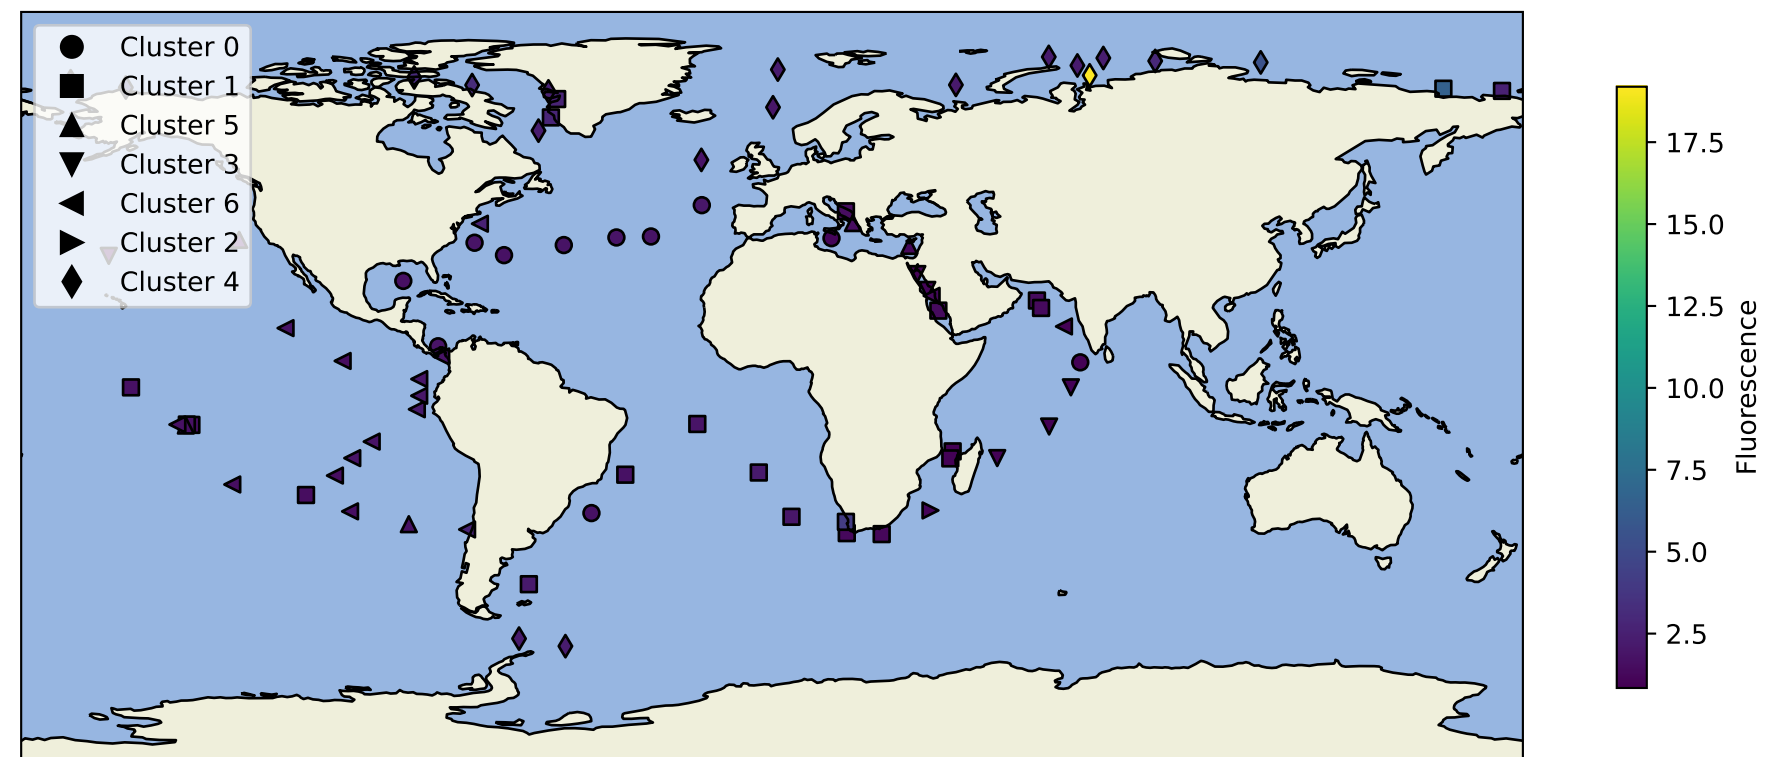 Cluster 0
Cluster 1
Cluster 5
Cluster 3
Cluster 6
Cluster 2
Cluster 4
17.5
15.0
12.5
10.0
7.5
5.0
2.5
Fluorescence